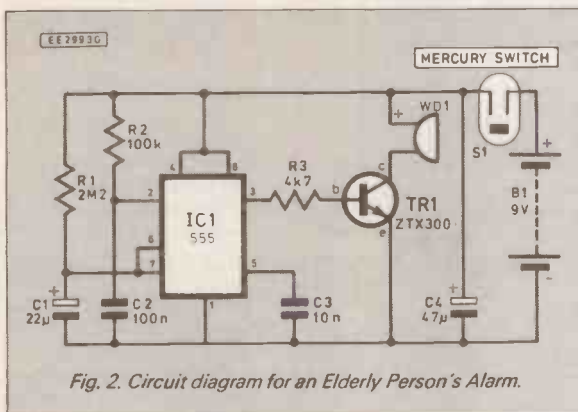 EE2993G
MERCURY SWITCH
WD1
+
R2
100k
S1
+
R3
4k7
c
b
e
TR1
ZTX300
B1
9V
-
R1
2M2
4
8
2
3
6
7
5
1
IC1
555
+
C1
22µ
C2
100n
C3
10n
+
C4
47µ
Fig. 2. Circuit diagram for an Elderly Person's Alarm.